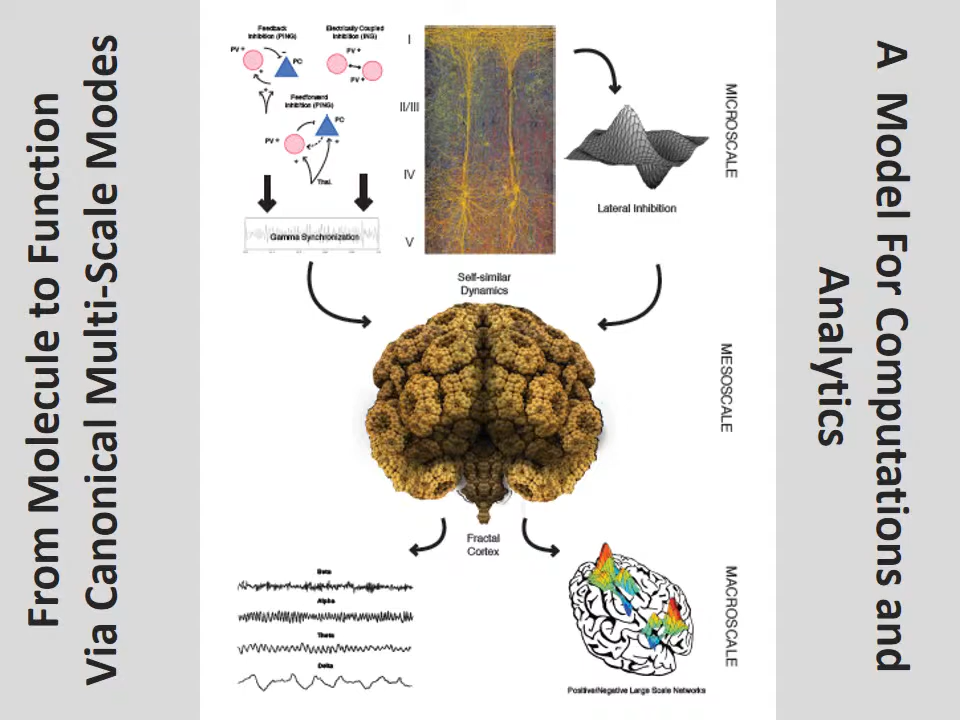 From Molecule to Function
Via Canonical Multi-Scale Modes
Feedback
Inhibition (PING)
PV +
PC
Electrically Coupled
Inhibition (ING)
PV +
PV +
Feedforward
Inhibition (PING)
PV +
PC
Thal.
Gamma Synchronization
I
II/III
IV
V
Lateral Inhibition
MICROSCALE
Self-similar
Dynamics
MESOSCALE
Fractal
Cortex
Beta
Alpha
Theta
Delta
MACROSCALE
Positive/Negative Large Scale Networks
A Model For Computations and
Analytics